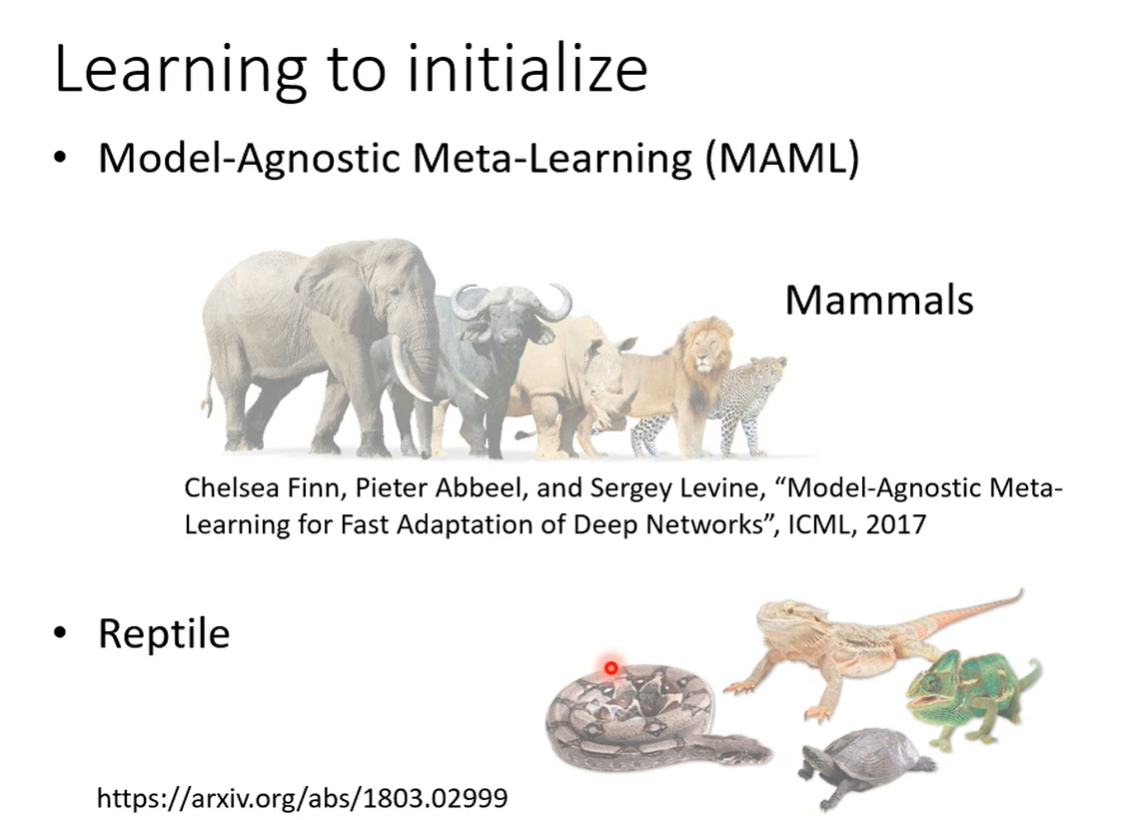 Learning to initialize
• Model-Agnostic Meta-Learning (MAML)
Mammals
Chelsea Finn, Pieter Abbeel, and Sergey Levine, “Model-Agnostic Meta-
Learning for Fast Adaptation of Deep Networks”, ICML, 2017
• Reptile
https://arxiv.org/abs/1803.02999